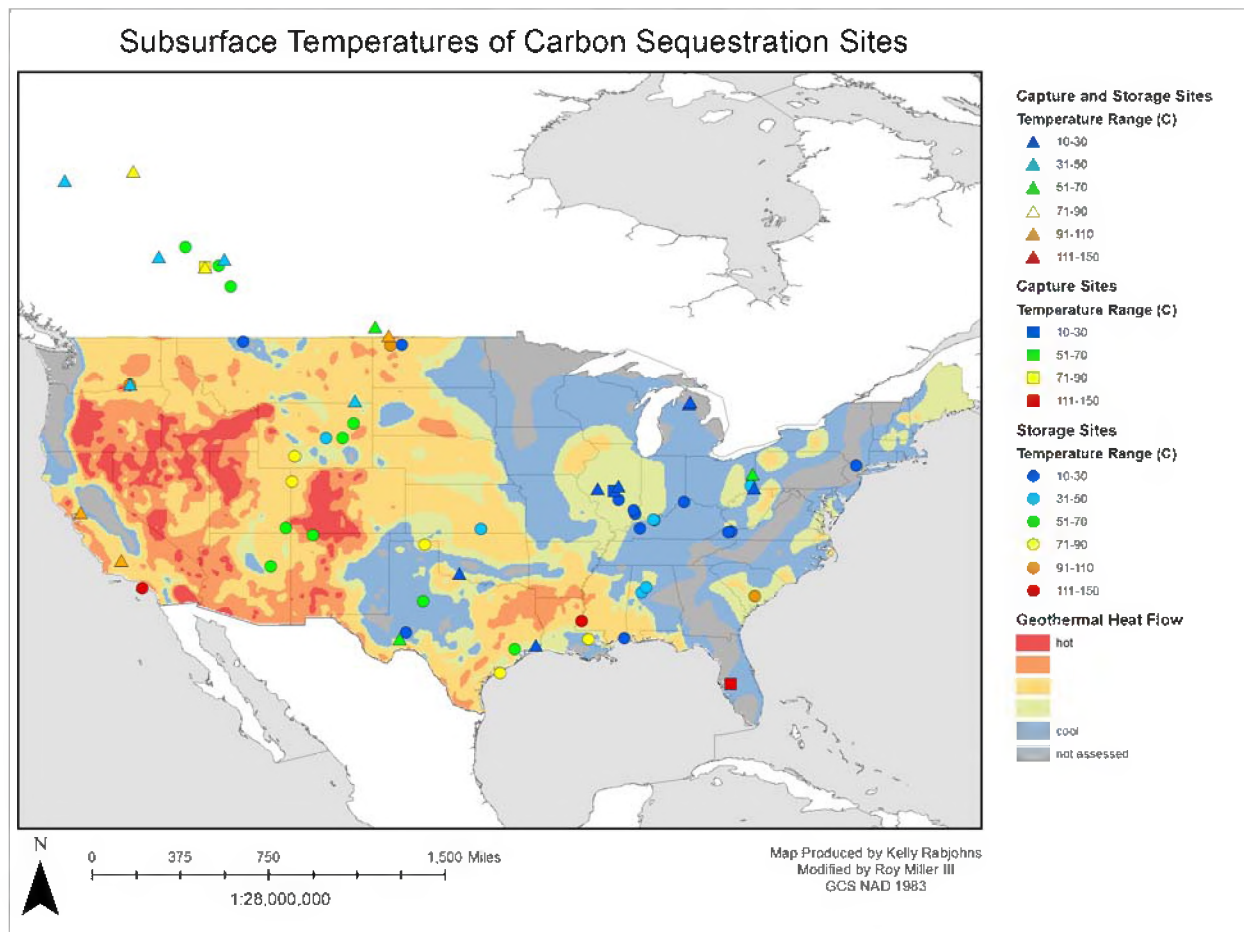 Subsurface Temperatures of Carbon Sequestration Sites
Capture and Storage Sites
Temperature Range (C)
10-30
31-50
51-70
71-90
91-110
111-150
Capture Sites
Temperature Range (C)
10-30
51-70
71-90
111-150
Storage Sites
Temperature Range (C)
10-30
31-50
51-70
71-90
91-110
111-150
Geothermal Heat Flow
hot
cool
not assessed
N
0 375 750 1,500 Miles
1:28,000,000
Map Produced by Kelly Rabjohns
Modified by Roy Miller III
GCS NAD 1983